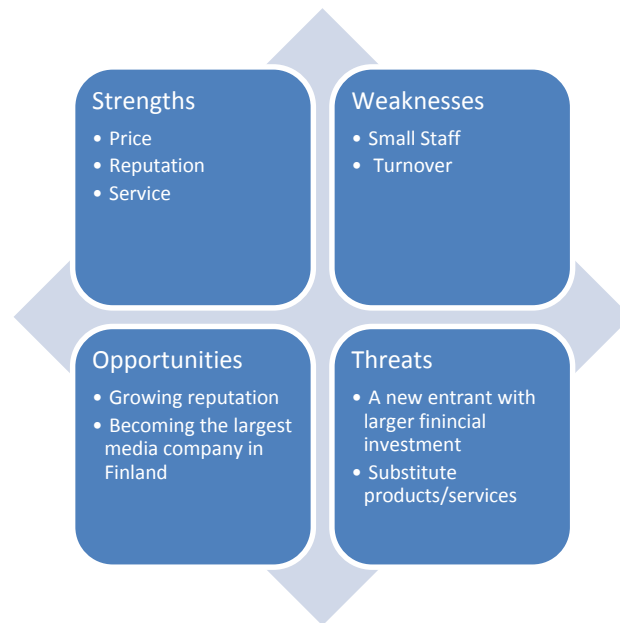 Strengths
• Price
• Reputation
• Service
Weaknesses
• Small Staff
• Turnover
Opportunities
• Growing reputation
• Becoming the largest
media company in
Finland
Threats
• A new entrant with
larger finincial
investment
• Substitute
products/services